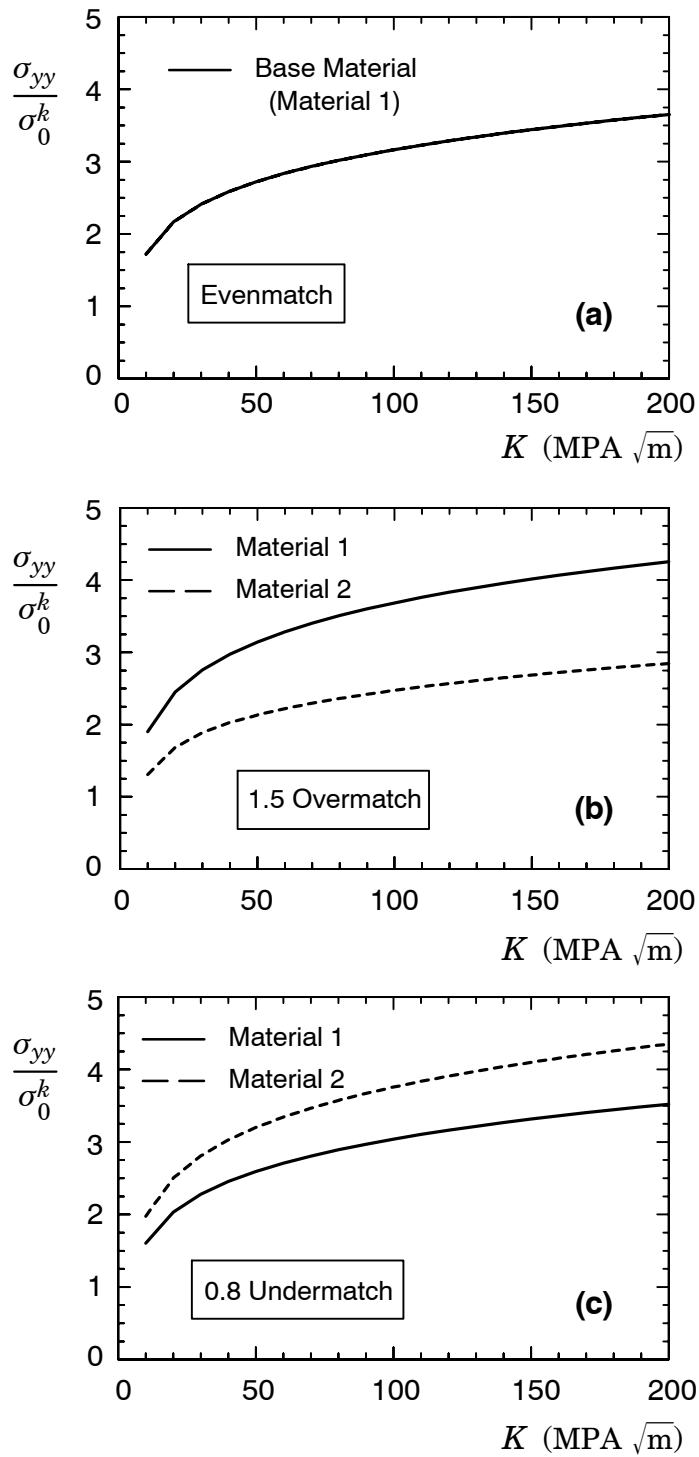 5
σyy
σ0^k
4
3
2
1
0
Base Material
(Material 1)
Evenmatch
(a)
0 50 100 150 200
K (MPA √m)
5
σyy
σ0^k
4
3
2
1
0
Material 1
Material 2
1.5 Overmatch
(b)
0 50 100 150 200
K (MPA √m)
5
σyy
σ0^k
4
3
2
1
0
Material 1
Material 2
0.8 Undermatch
(c)
0 50 100 150 200
K (MPA √m)